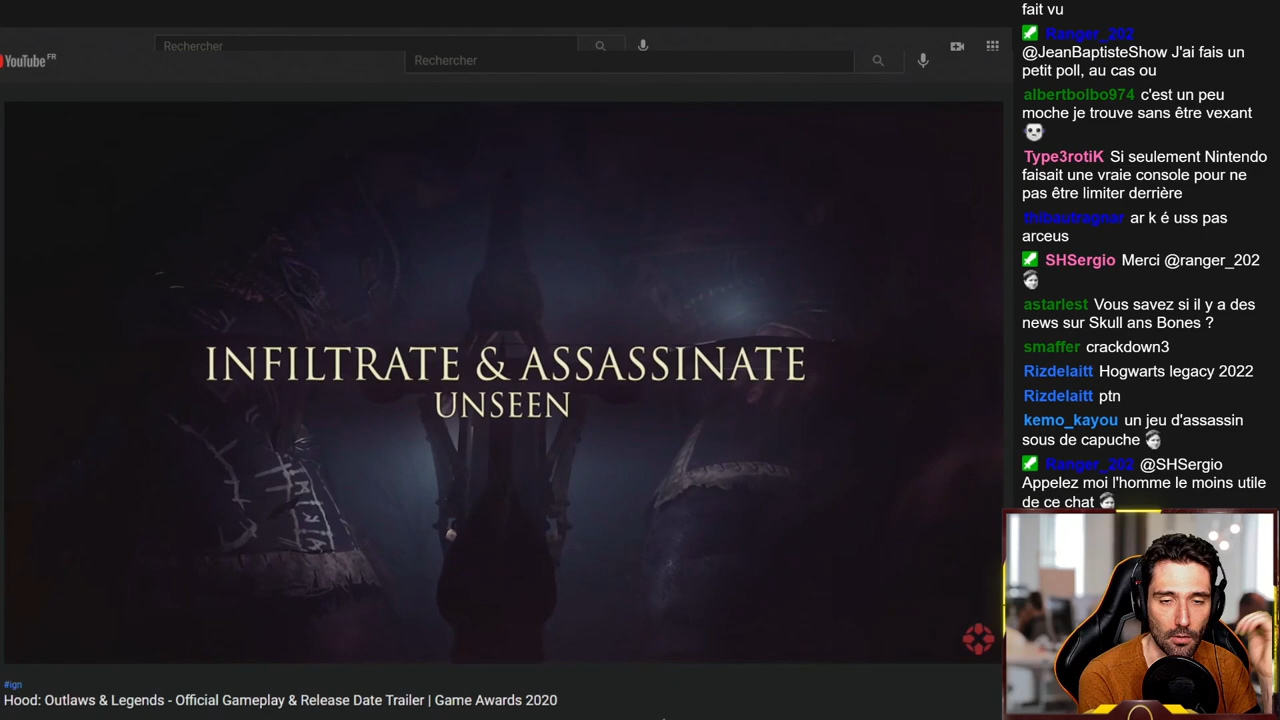 Rechercher
YouTube FR
Rechercher
INFILTRATE & ASSASSINATE
UNSEEN
#ign
Hood: Outlaws & Legends - Official Gameplay & Release Date Trailer | Game Awards 2020
fait vu
Ranger_202
@JeanBaptisteShow J'ai fais un
petit poll, au cas ou
albertbolbo974 c'est un peu
moche je trouve sans être vexant
Type3rotiK Si seulement Nintendo
faisait une vraie console pour ne
pas être limiter derrière
thibautragnar ar k é uss pas
arceus
SHSergio Merci @ranger_202
astarlest Vous savez si il y a des
news sur Skull ans Bones ?
smaffer crackdown3
Rizdelaitt Hogwarts legacy 2022
Rizdelaitt ptn
kemo_kayou un jeu d'assassin
sous de capuche
Ranger_202 @SHSergio
Appelez moi l'homme le moins utile
de ce chat